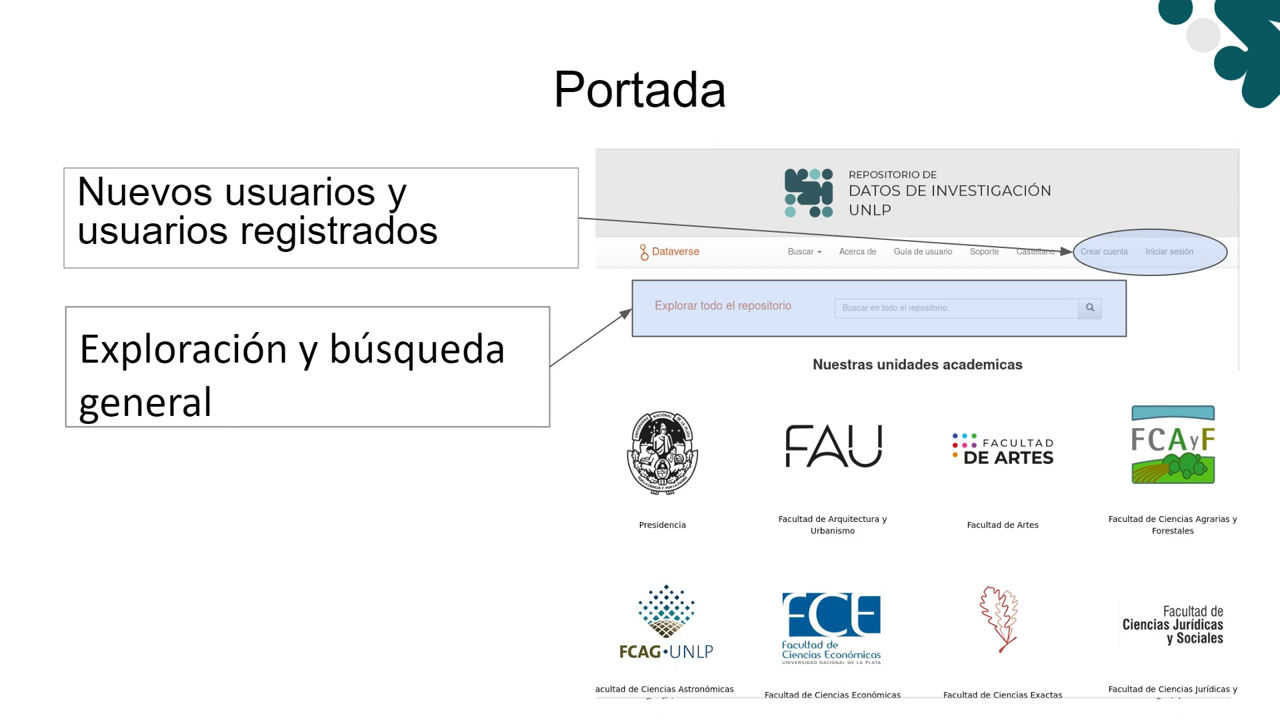 Portada
Nuevos usuarios y
usuarios registrados
Exploración y búsqueda
general
REPOSITORIO DE
DATOS DE INVESTIGACIÓN
UNLP
Dataverse
Buscar
Acerca de
Guía de usuario
Soporte
Castellano
Crear cuenta
Iniciar sesión
Explorar todo el repositorio
Buscar en todo el repositorio.
Nuestras unidades academicas
FAU
FACULTAD
DE ARTES
FCAyF
Presidencia
Facultad de Arquitectura y
Urbanismo
Facultad de Artes
Facultad de Ciencias Agrarias y
Forestales
FCAG UNLP
FCE
Facultad de
Ciencias Económicas
UNIVERSIDAD NACIONAL DE LA PLATA
Facultad de
Ciencias Jurídicas
y Sociales
acultad de Ciencias Astronómicas
Facultad de Ciencias Económicas
Facultad de Ciencias Exactas
Facultad de Ciencias Jurídicas y